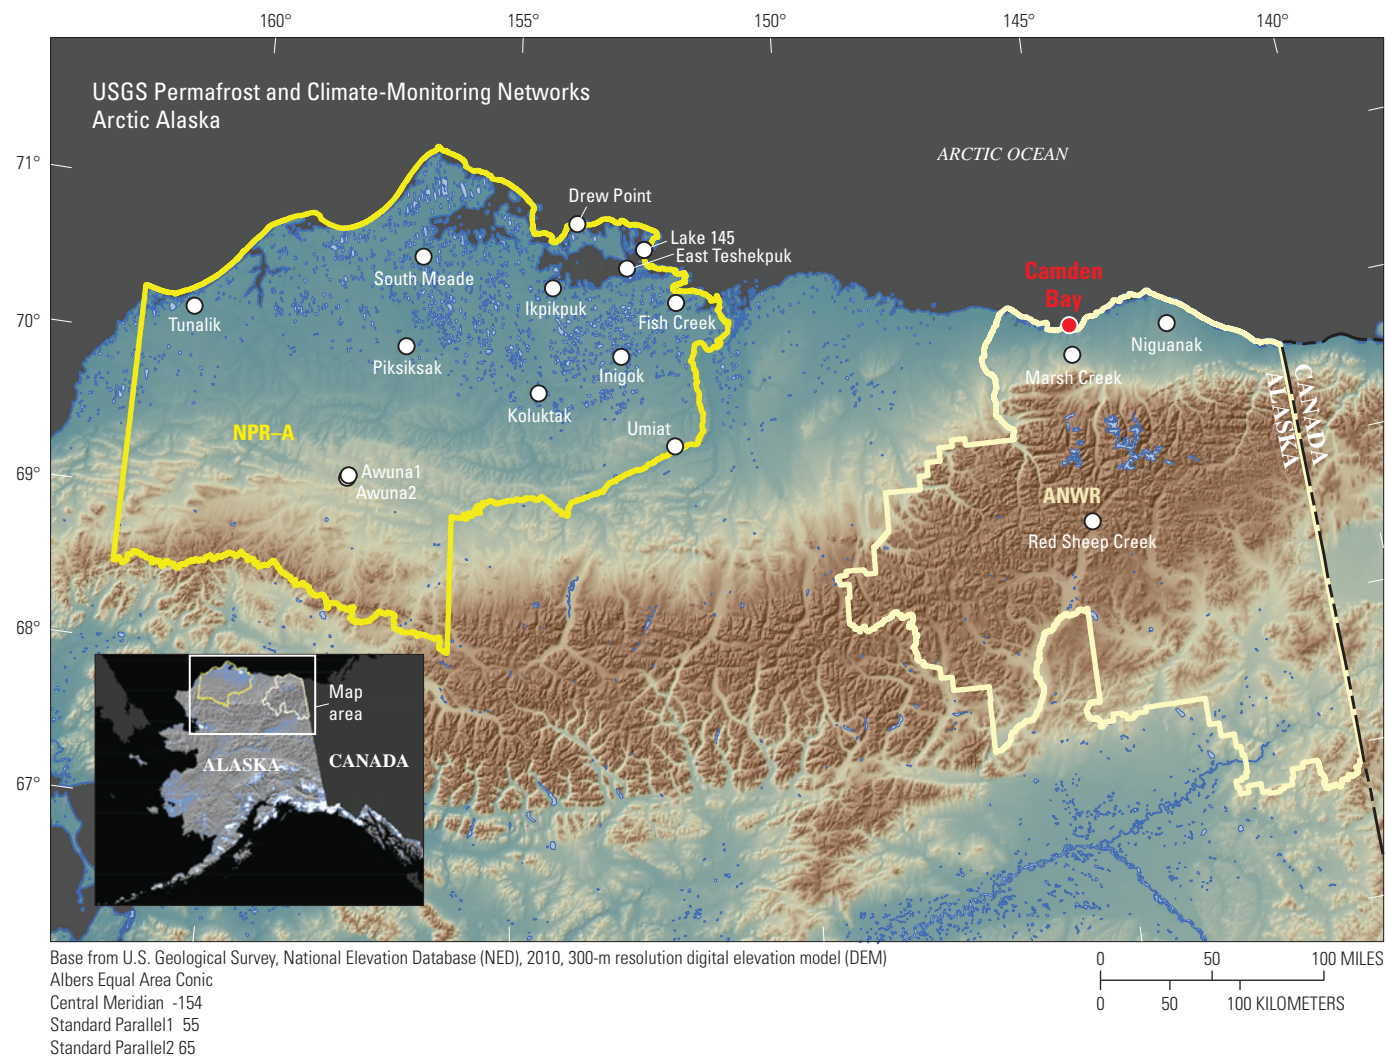 160°
155°
150°
145°
140°
USGS Permafrost and Climate-Monitoring Networks
Arctic Alaska
ARCTIC OCEAN
71°
70°
69°
68°
67°
Drew Point
Lake 145
East Teshekpuk
South Meade
Ikpikpuk
Fish Creek
Tunalik
Piksiksak
Inigok
Koluktak
Umiat
NPR–A
Awuna1
Awuna2
Camden
Bay
Niguanak
Marsh Creek
CANADA
ALASKA
ANWR
Red Sheep Creek
Map
area
ALASKA
CANADA
Base from U.S. Geological Survey, National Elevation Database (NED), 2010, 300-m resolution digital elevation model (DEM)
Albers Equal Area Conic
Central Meridian -154
Standard Parallel1 55
Standard Parallel2 65
0 50 100 MILES
0 50 100 KILOMETERS